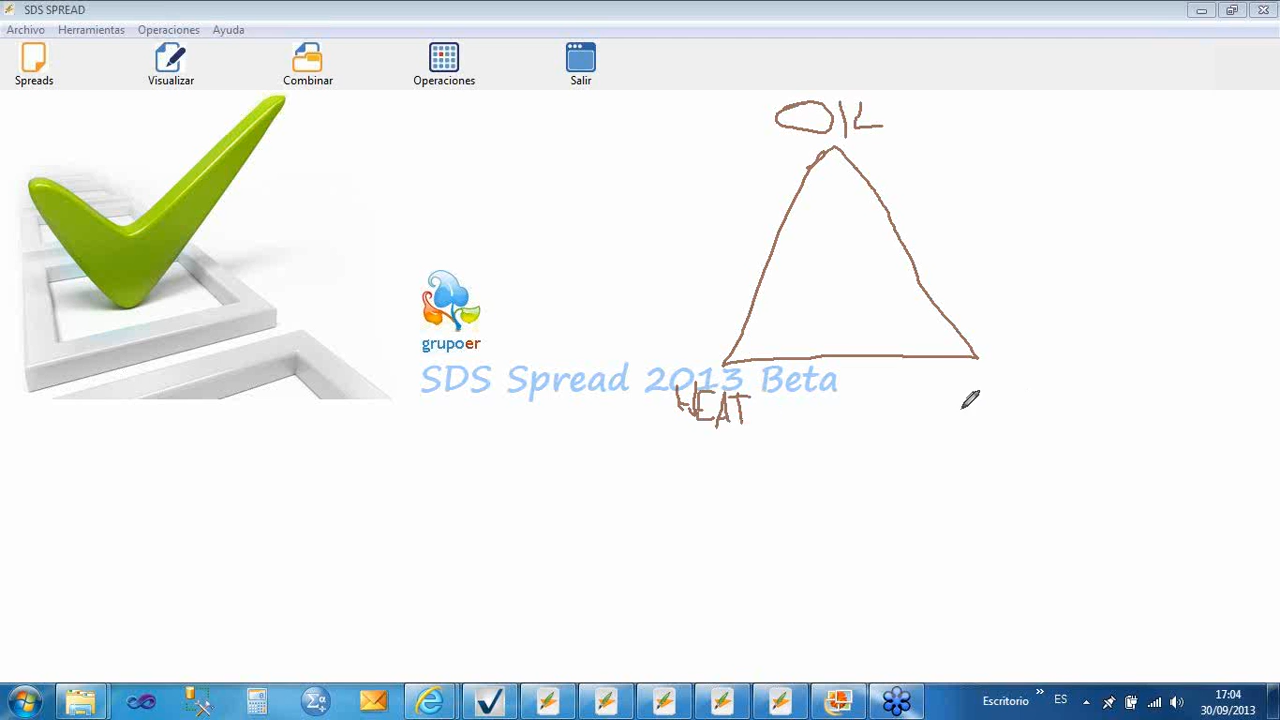 SDS SPREAD
Archivo Herramientas Operaciones Ayuda
Spreads Visualizar Combinar Operaciones Salir
OIL
grupoer
SDS Spread 2013 Beta
HEAT
Escritorio ES 17:04
30/09/2013